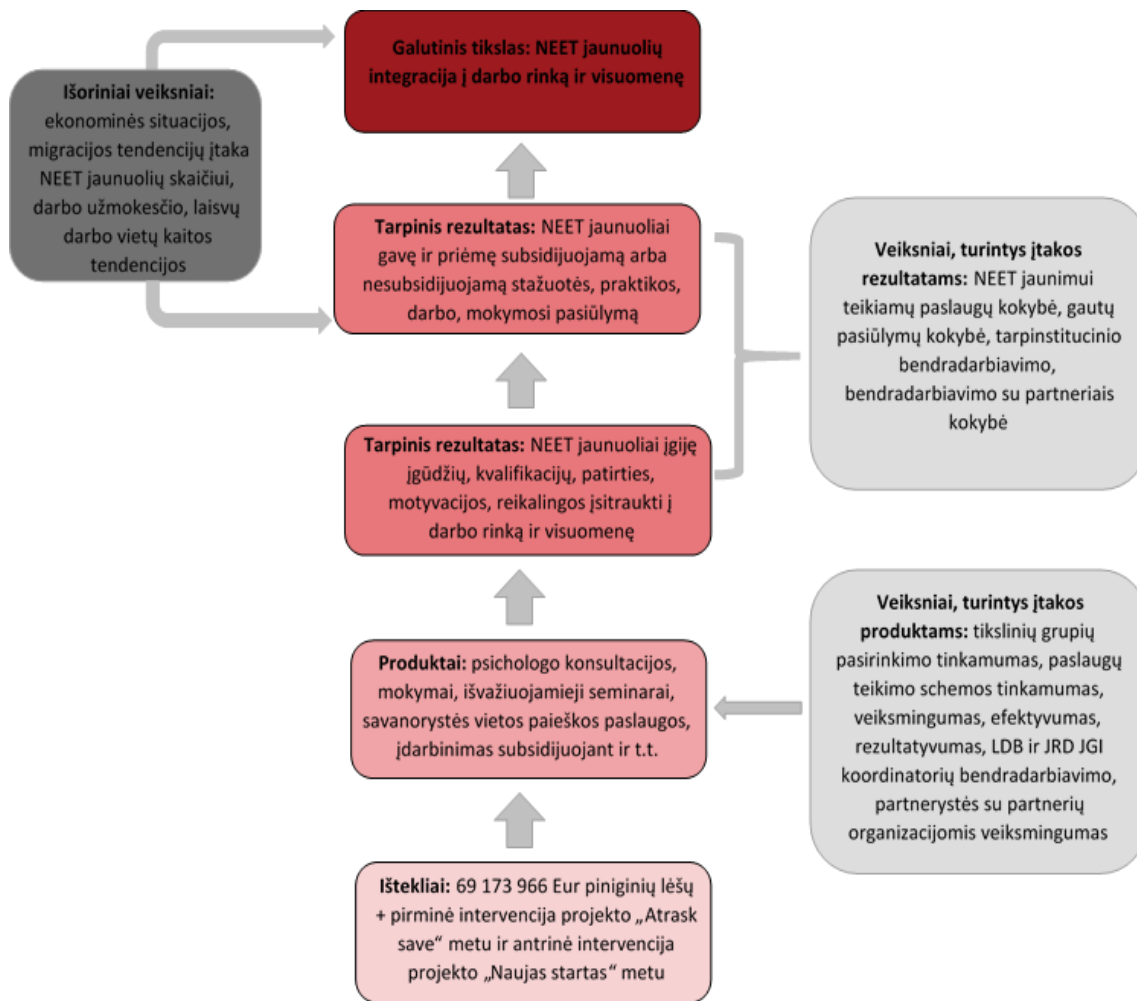 Galutinis tikslas: NEET jaunuolių
integracija į darbo rinką ir visuomenę
Išoriniai veiksniai:
ekonominės situacijos,
migracijos tendencijų įtaka
NEET jaunuolių skaičiui,
darbo užmokesčio, laisvų
darbo vietų kaitos
tendencijos
Tarpinis rezultatas: NEET jaunuoliai
gavę ir priėmę subsidijuojamą arba
nesubsidijuojamą stažuotės, praktikos,
darbo, mokymosi pasiūlymą
Veiksniai, turintys įtakos
rezultatams: NEET jaunimui
teikiamų paslaugų kokybė, gautų
pasiūlymų kokybė, tarpinstitucinio
bendradarbiavimo,
bendradarbiavimo su partneriais
kokybė
Tarpinis rezultatas: NEET jaunuoliai įgiję
įgūdžių, kvalifikacijų, patirties,
motyvacijos, reikalingos įsitraukti į
darbo rinką ir visuomenę
Veiksniai, turintys įtakos
produktams: tikslinių grupių
pasirinkimo tinkamumas, paslaugų
teikimo schemos tinkamumas,
veiksmingumas, efektyvumas,
rezultatyvumas, LDB ir JRD JGI
koordinatorių bendradarbiavimo,
partnerystės su partnerių
organizacijomis veiksmingumas
Produktai: psichologo konsultacijos,
mokymai, išvažiuojamieji seminarai,
savanorystės vietos paieškos paslaugos,
įdarbinimas subsidijuojant ir t.t.
Ištekliai: 69 173 966 Eur piniginių lėšų
+ pirminė intervencija projekto „Atrask
save“ metu ir antrinė intervencija
projekto „Naujas startas“ metu